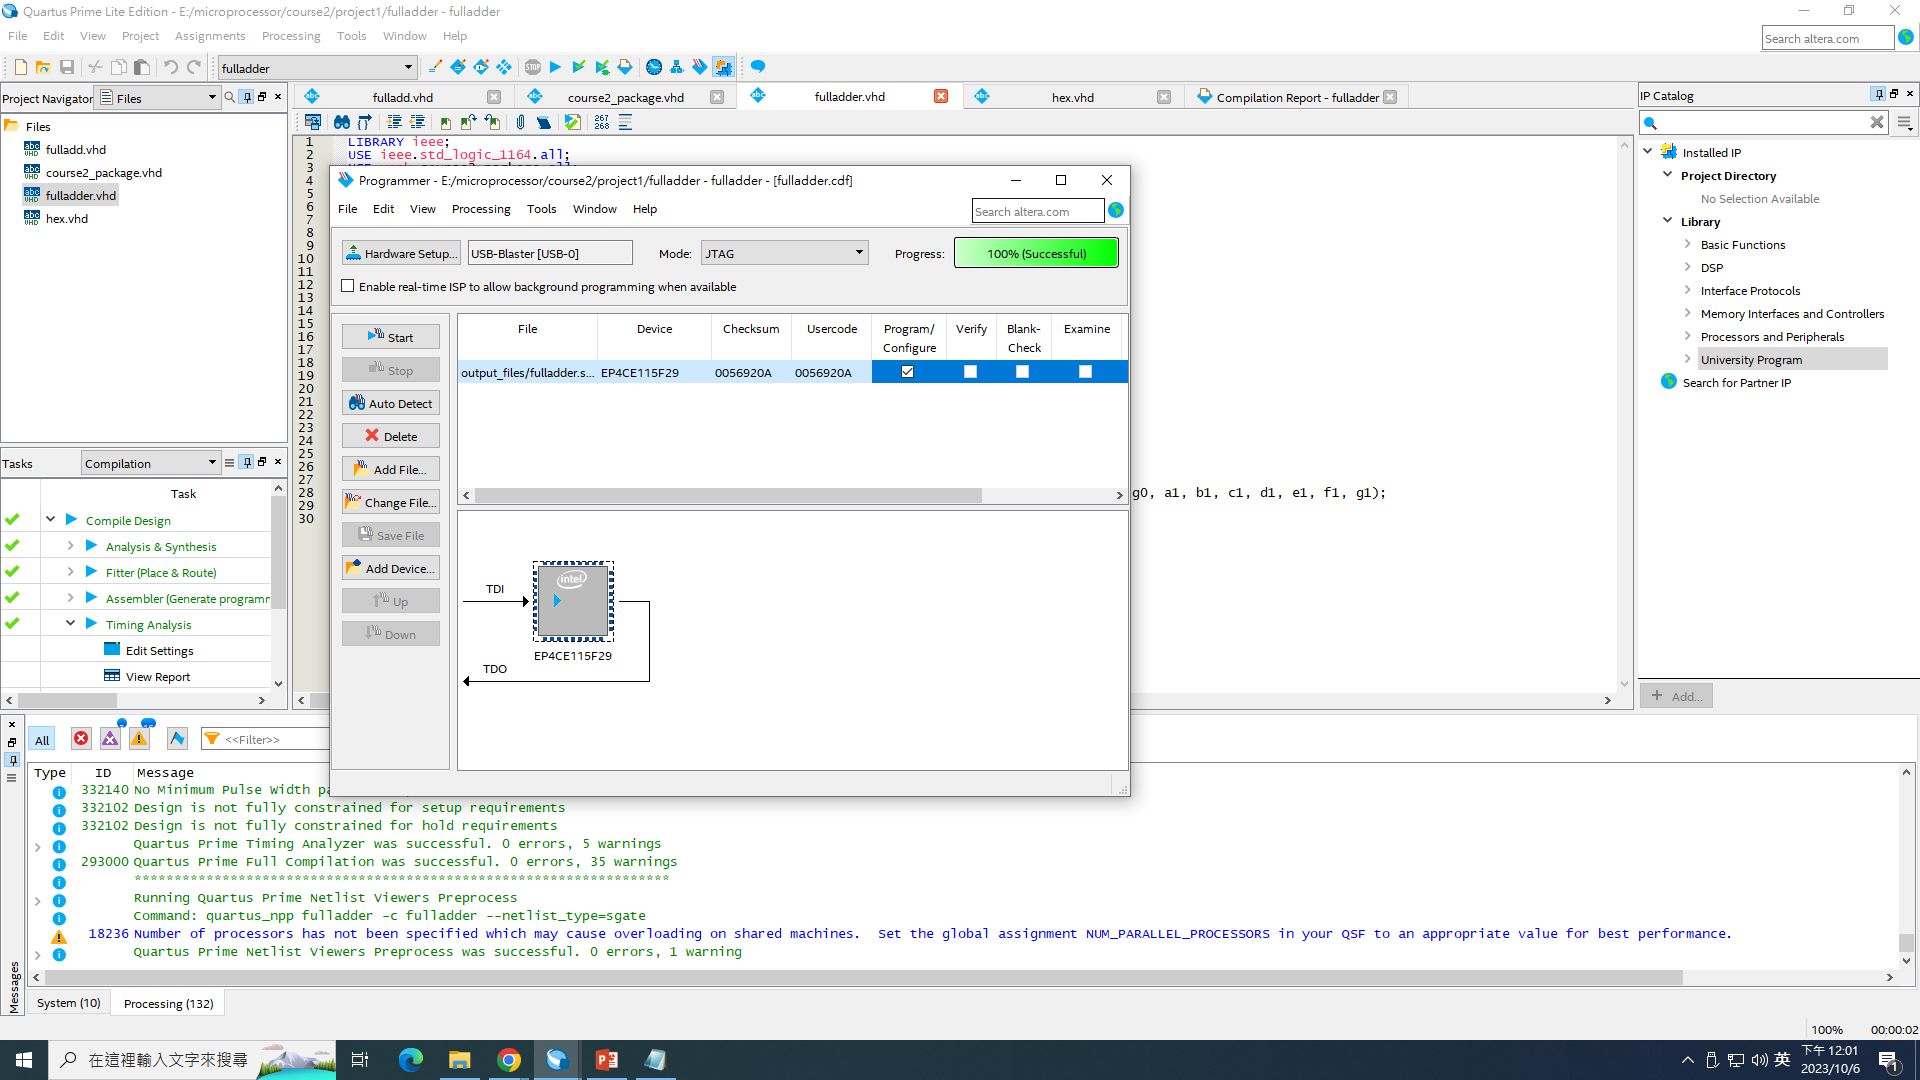 Quartus Prime Lite Edition - E:/microprocessor/course2/project1/fulladder - fulladder
File Edit View Project Assignments Processing Tools Window Help
Search altera.com
fulladder
Project Navigator Files
fulladd.vhd course2_package.vhd fulladder.vhd hex.vhd Compilation Report - fulladder
IP Catalog
Files
fulladd.vhd
course2_package.vhd
fulladder.vhd
hex.vhd
267
268
1 LIBRARY ieee;
2 USE ieee.std_logic_1164.all;
3
4
5
6
7
8
9
10
11
12
13
14
15
16
17
18
19
20
21
22
23
24
25
26
27
28 g0, a1, b1, c1, d1, e1, f1, g1);
29
30
Programmer - E:/microprocessor/course2/project1/fulladder - fulladder - [fulladder.cdf]
File Edit View Processing Tools Window Help
Search altera.com
Hardware Setup... USB-Blaster [USB-0] Mode: JTAG Progress: 100% (Successful)
Enable real-time ISP to allow background programming when available
Start
Stop
Auto Detect
Delete
Add File...
Change File...
Save File
Add Device...
Up
Down
File Device Checksum Usercode Program/ Configure Verify Blank- Check Examine
output_files/fulladder.s... EP4CE115F29 0056920A 0056920A
TDI
intel
EP4CE115F29
TDO
Installed IP
Project Directory
No Selection Available
Library
Basic Functions
DSP
Interface Protocols
Memory Interfaces and Controllers
Processors and Peripherals
University Program
Search for Partner IP
Add...
Tasks Compilation
Task
Compile Design
Analysis & Synthesis
Fitter (Place & Route)
Assembler (Generate programm
Timing Analysis
Edit Settings
View Report
All <<Filter>>
Type ID Message
332140 No Minimum Pulse Width pa
332102 Design is not fully constrained for setup requirements
332102 Design is not fully constrained for hold requirements
Quartus Prime Timing Analyzer was successful. 0 errors, 5 warnings
293000 Quartus Prime Full Compilation was successful. 0 errors, 35 warnings
*******************************************************************
Running Quartus Prime Netlist Viewers Preprocess
Command: quartus_npp fulladder -c fulladder --netlist_type=sgate
18236 Number of processors has not been specified which may cause overloading on shared machines. Set the global assignment NUM_PARALLEL_PROCESSORS in your QSF to an appropriate value for best performance.
Quartus Prime Netlist Viewers Preprocess was successful. 0 errors, 1 warning
Messages
System (10) Processing (132)
100% 00:00:02
在這裡輸入文字來搜尋
英
下午 12:01
2023/10/6
1